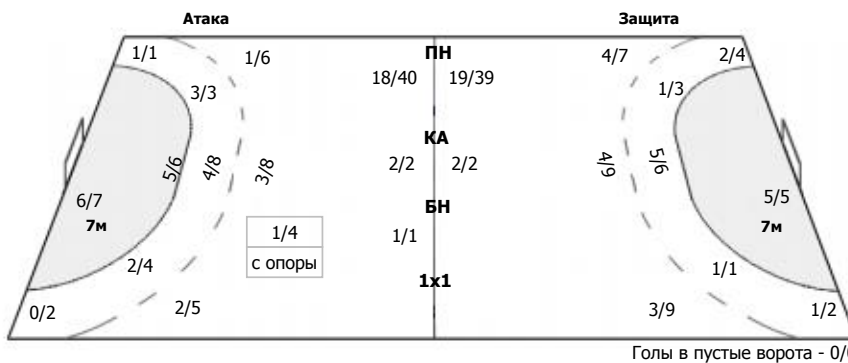 Атака Защита
1/1 1/6 ПН 4/7 2/4
18/40 19/39
3/3 1/3
КА
5/6 4/8 3/8 2/2 2/2 4/9 5/6
6/7 БН 5/5
7м 1/4 1/1 7м
с опоры
2/4 1х1 1/1
0/2 2/5 3/9 1/2
Голы в пустые ворота - 0/